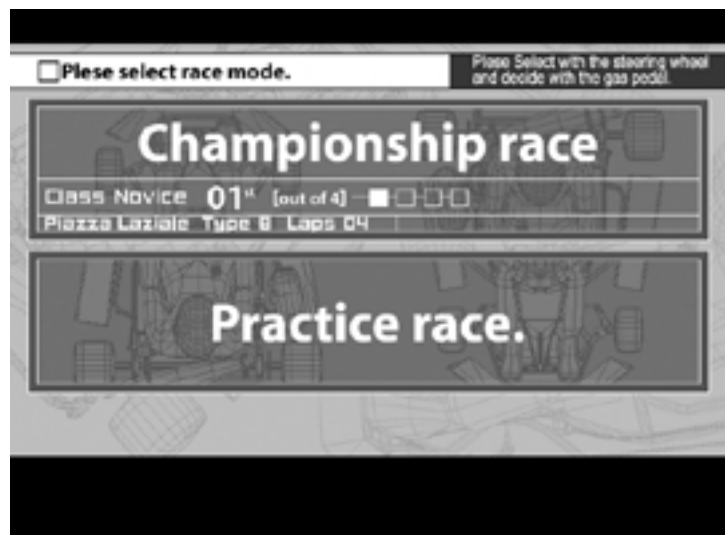 Plese select race mode.
Plese Select with the steering wheel
and decide with the gas pedal.
Championship race
Class Novice 01st [out of 4]
Piazza Laziale Type B Laps 04
Practice race.